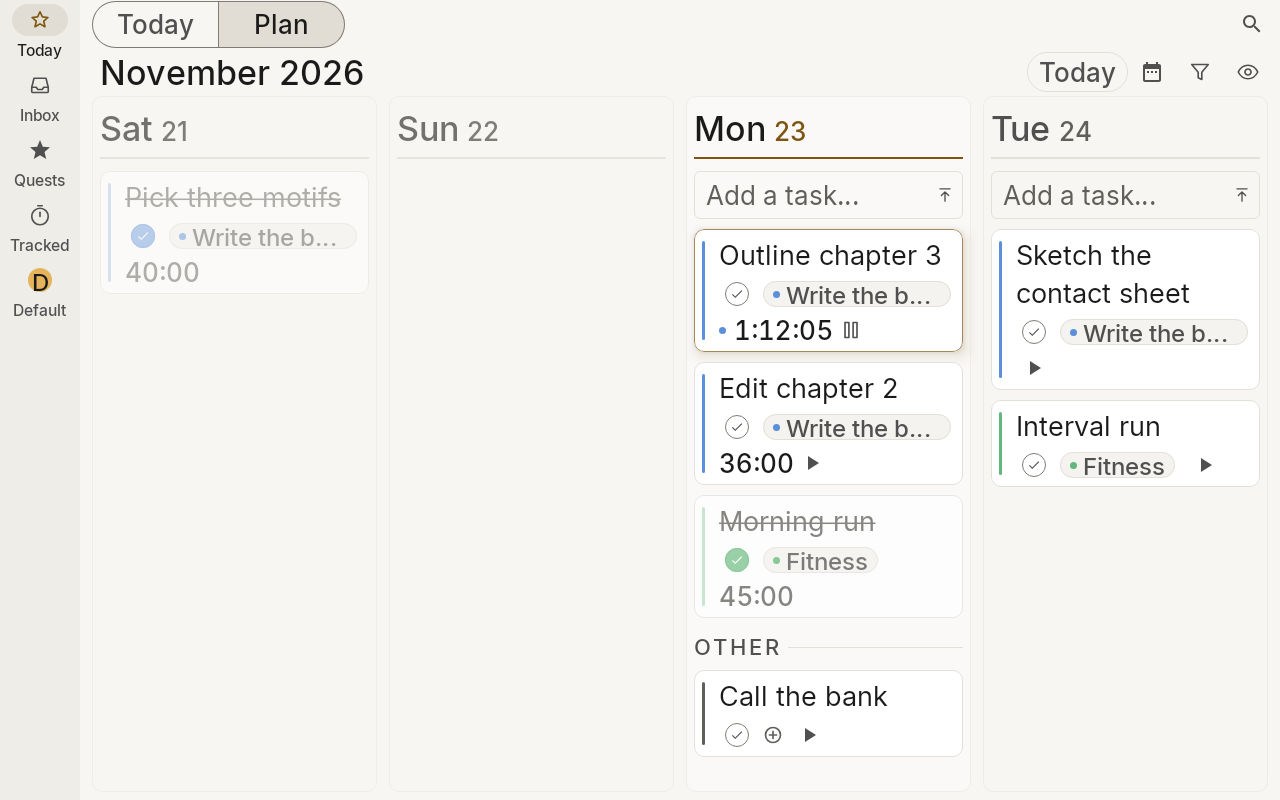 Today
Inbox
Quests
Tracked
D
Default
Today Plan
November 2026
Today
Sat 21
Pick three motifs
Write the b...
40:00
Sun 22
Mon 23
Add a task...
Outline chapter 3
Write the b...
1:12:05
Edit chapter 2
Write the b...
36:00
Morning run
Fitness
45:00
OTHER
Call the bank
Tue 24
Add a task...
Sketch the
contact sheet
Write the b...
Interval run
Fitness